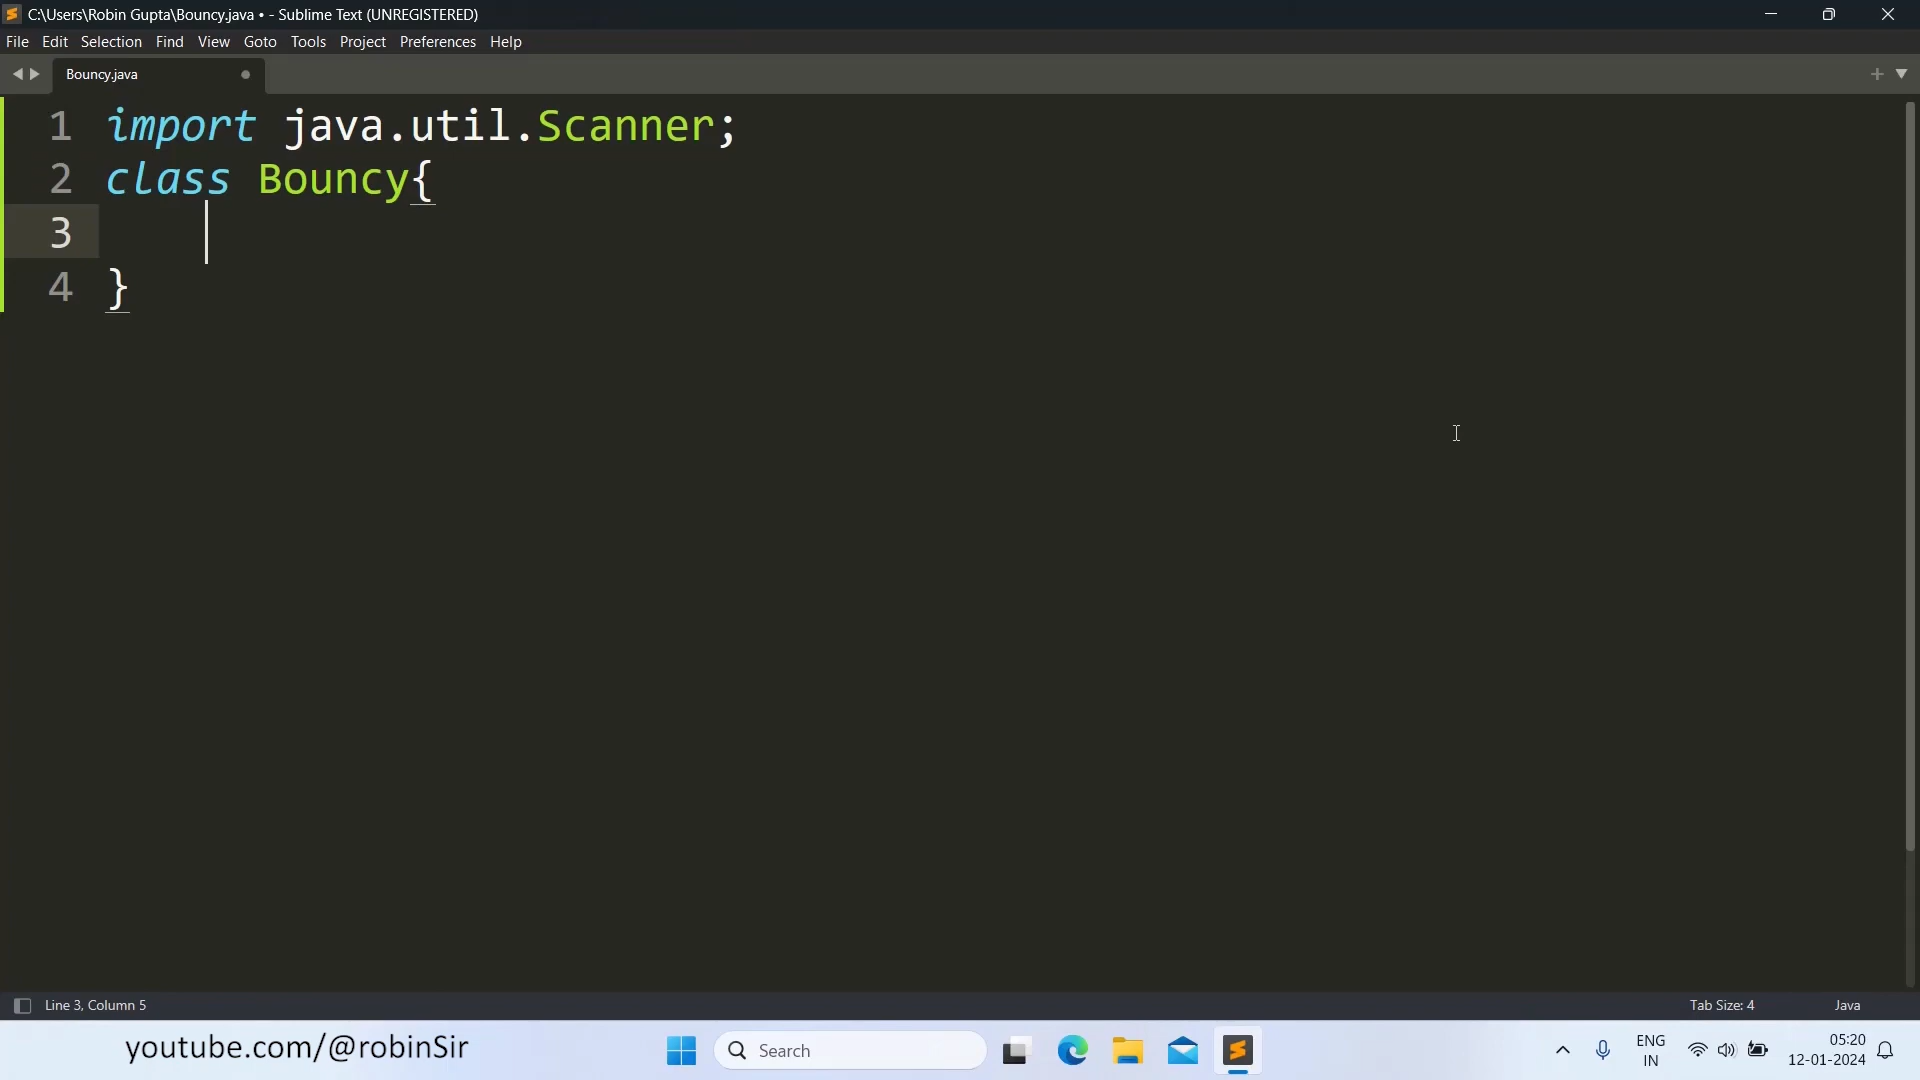 C:\Users\Robin Gupta\Bouncy.java • - Sublime Text (UNREGISTERED)
File Edit Selection Find View Goto Tools Project Preferences Help
Bouncy.java
1 import java.util.Scanner;
2 class Bouncy{
3
4 }
Line 3, Column 5
Tab Size: 4
Java
youtube.com/@robinSir
Search
ENG
IN
05:20
12-01-2024